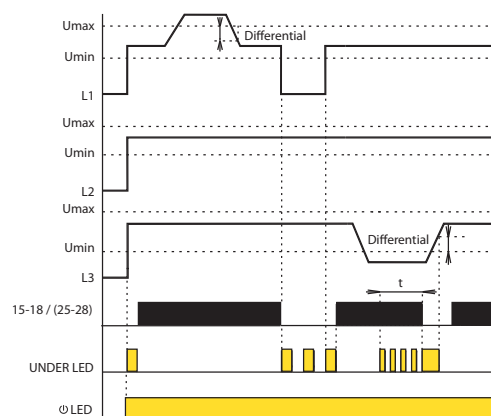 Umax
Differential
Umin
L1
Umax
Umin
L2
Umax
Differential
Umin
L3
t
15-18 / (25-28)
UNDER LED
⏻ LED